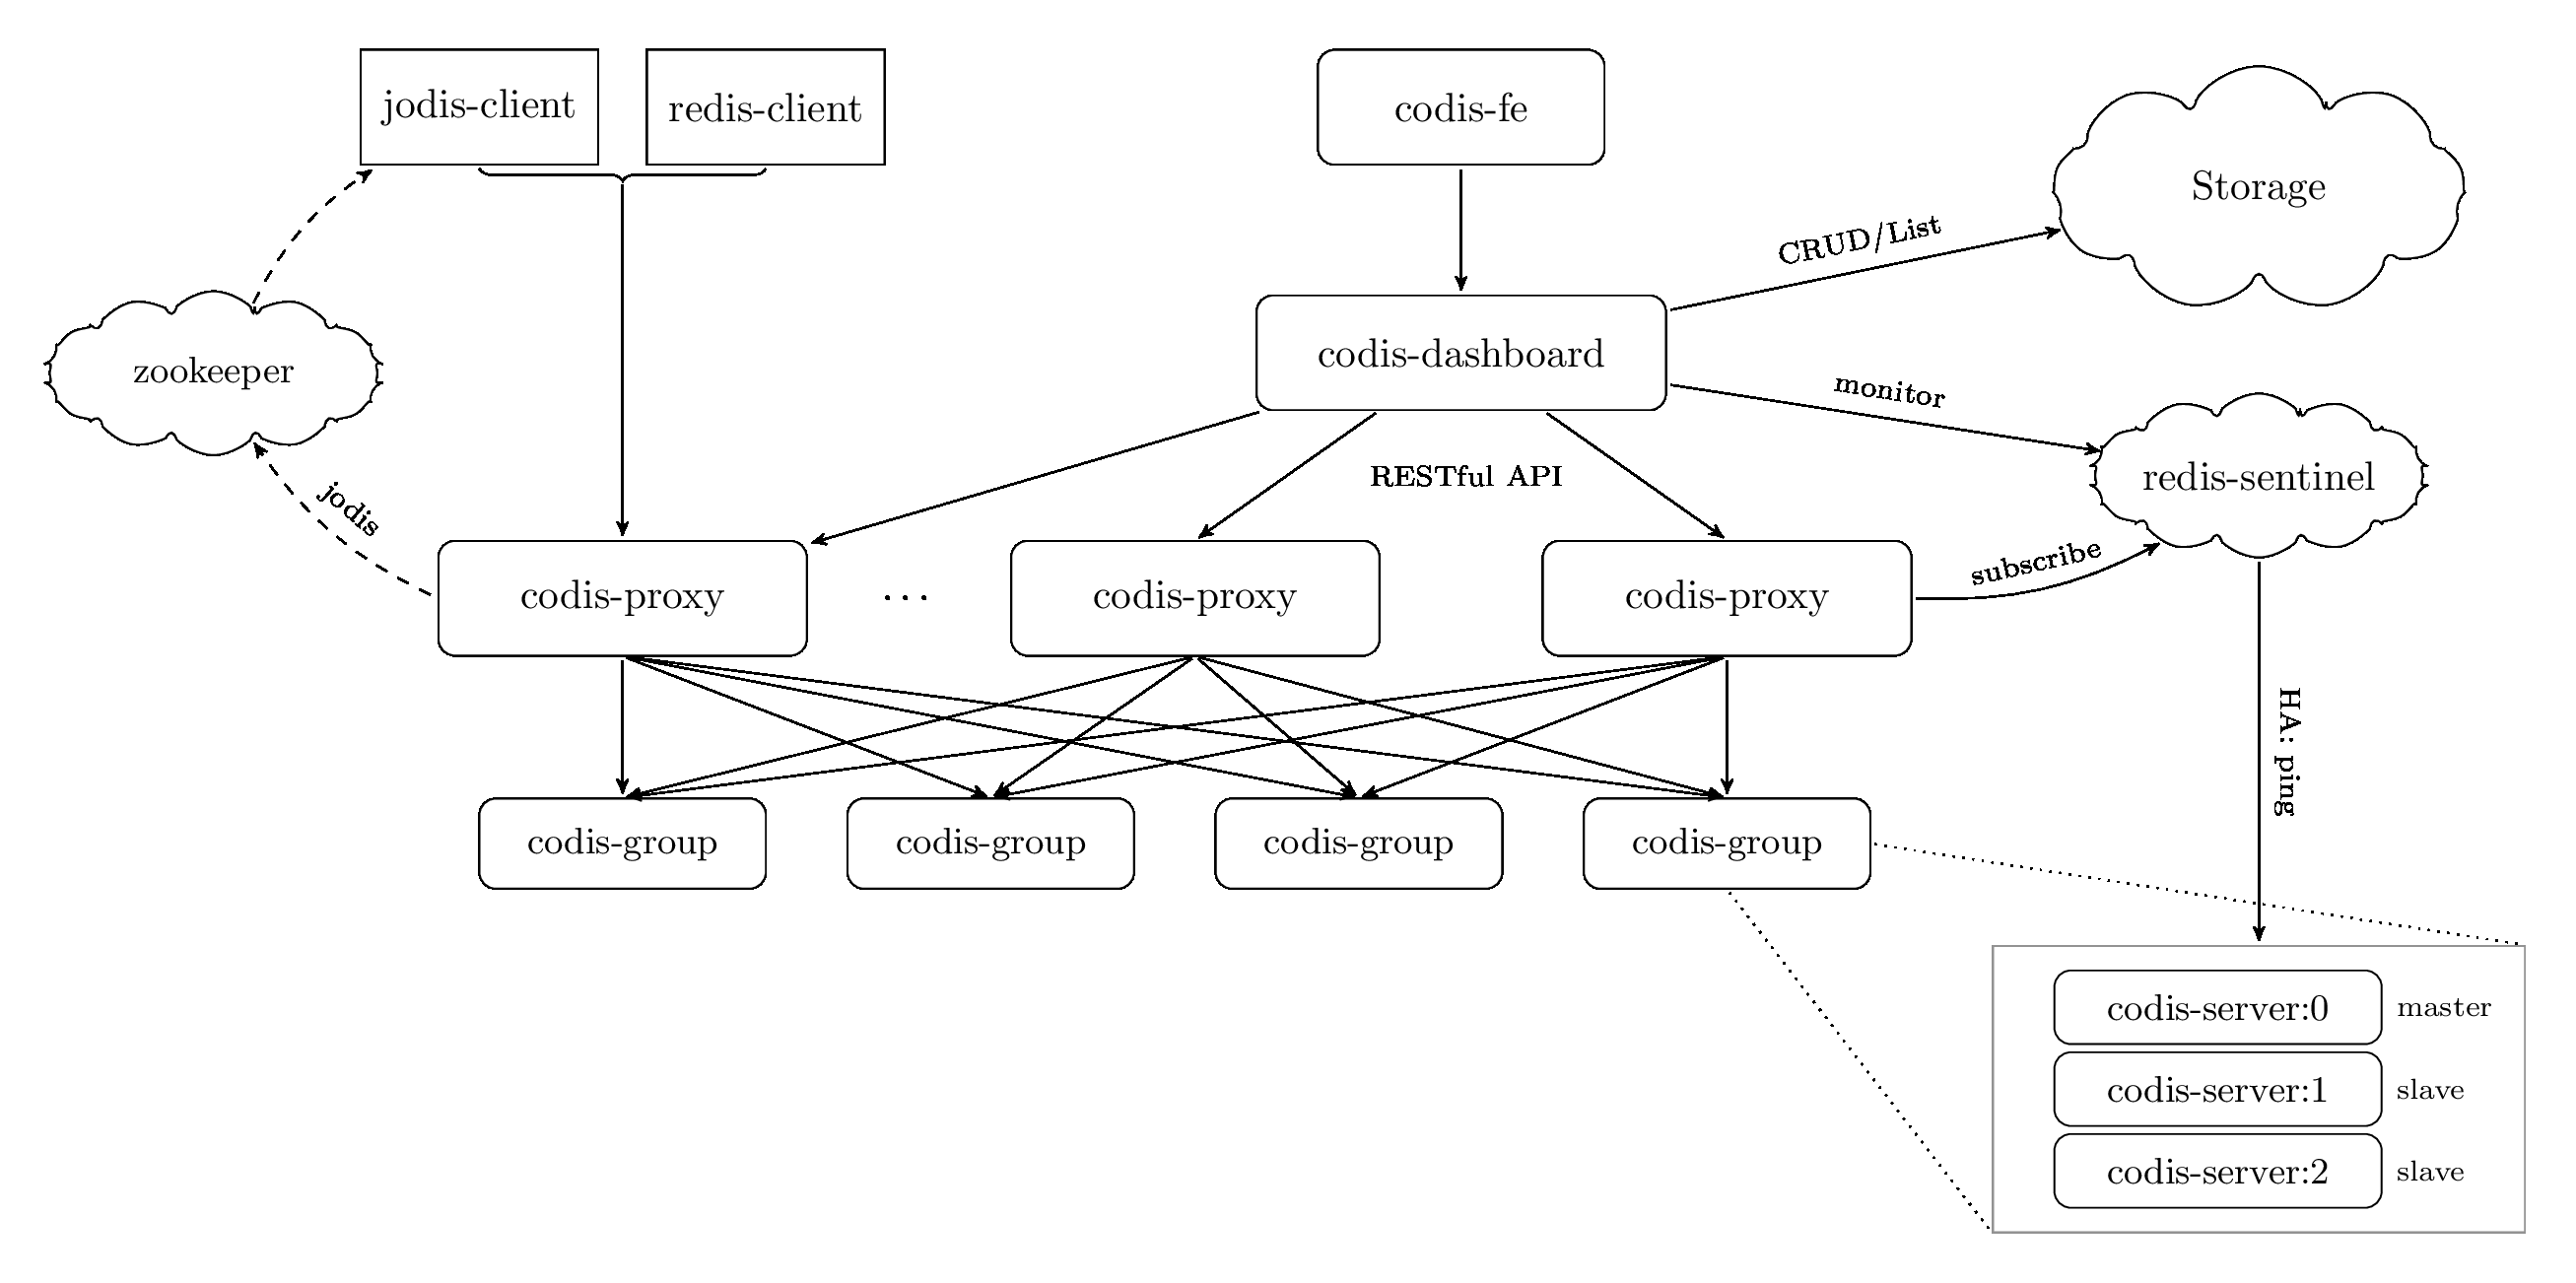 jodis-client
redis-client
codis-fe
Storage
CRUD/List
codis-dashboard
zookeeper
monitor
redis-sentinel
RESTful API
jodis
subscribe
codis-proxy
...
codis-proxy
codis-proxy
HA: ping
codis-group
codis-group
codis-group
codis-group
codis-server:0 master
codis-server:1 slave
codis-server:2 slave